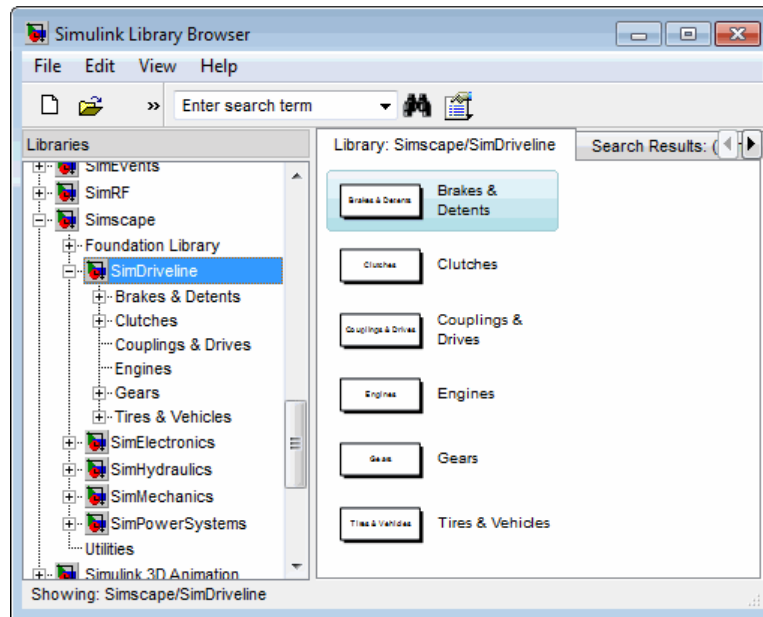 Simulink Library Browser
File Edit View Help
» Enter search term
Libraries
SimEvents
SimRF
Simscape
Foundation Library
SimDriveline
Brakes & Detents
Clutches
Couplings & Drives
Engines
Gears
Tires & Vehicles
SimElectronics
SimHydraulics
SimMechanics
SimPowerSystems
Utilities
Simulink 3D Animation
Library: Simscape/SimDriveline
Search Results: (
Brakes & Detents
Brakes &
Detents
Clutches
Clutches
Couplings & Drives
Couplings &
Drives
Engines
Engines
Gears
Gears
Tires & Vehicles
Tires & Vehicles
Showing: Simscape/SimDriveline